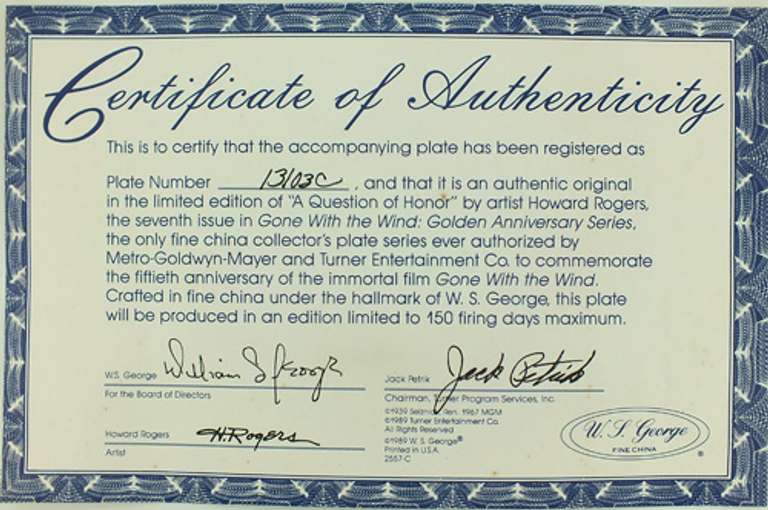 Certificate of Authenticity
This is to certify that the accompanying plate has been registered as
Plate Number 13103C, and that it is an authentic original
in the limited edition of "A Question of Honor" by artist Howard Rogers,
the seventh issue in Gone With the Wind: Golden Anniversary Series,
the only fine china collector's plate series ever authorized by
Metro-Goldwyn-Mayer and Turner Entertainment Co. to commemorate
the fiftieth anniversary of the immortal film Gone With the Wind.
Crafted in fine china under the hallmark of W. S. George, this plate
will be produced in an edition limited to 150 firing days maximum.
W.S. George William S George
For the Board of Directors
Howard Rogers H. Rogers
Artist
Jack Petrik Jack Petrik
Chairman, Turner Program Services, Inc.
©1939 Selznick Ren. 1967 MGM
©1989 Turner Entertainment Co.
All Rights Reserved
©1989 W. S. George®
Printed in U.S.A.
2557-C
W. S. George
FINE CHINA
®